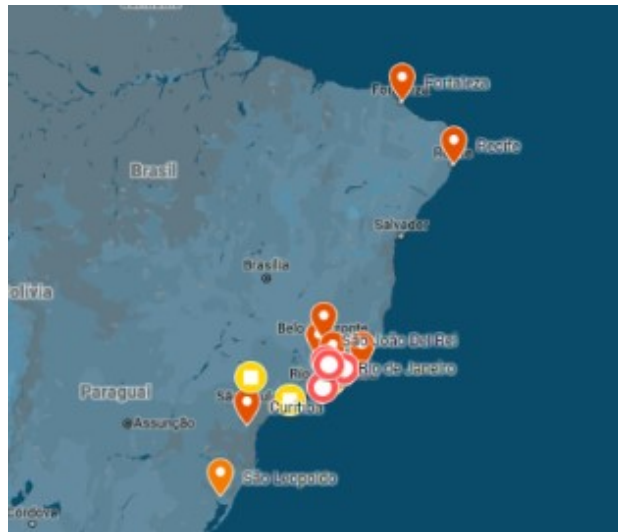 Fortaleza
Recife
Brasil
Salvador
Brasília
Bolívia
Belo
São João Del Rei
Rio de Janeiro
Paraguai
Curitiba
Assunção
São Leopoldo
Córdova